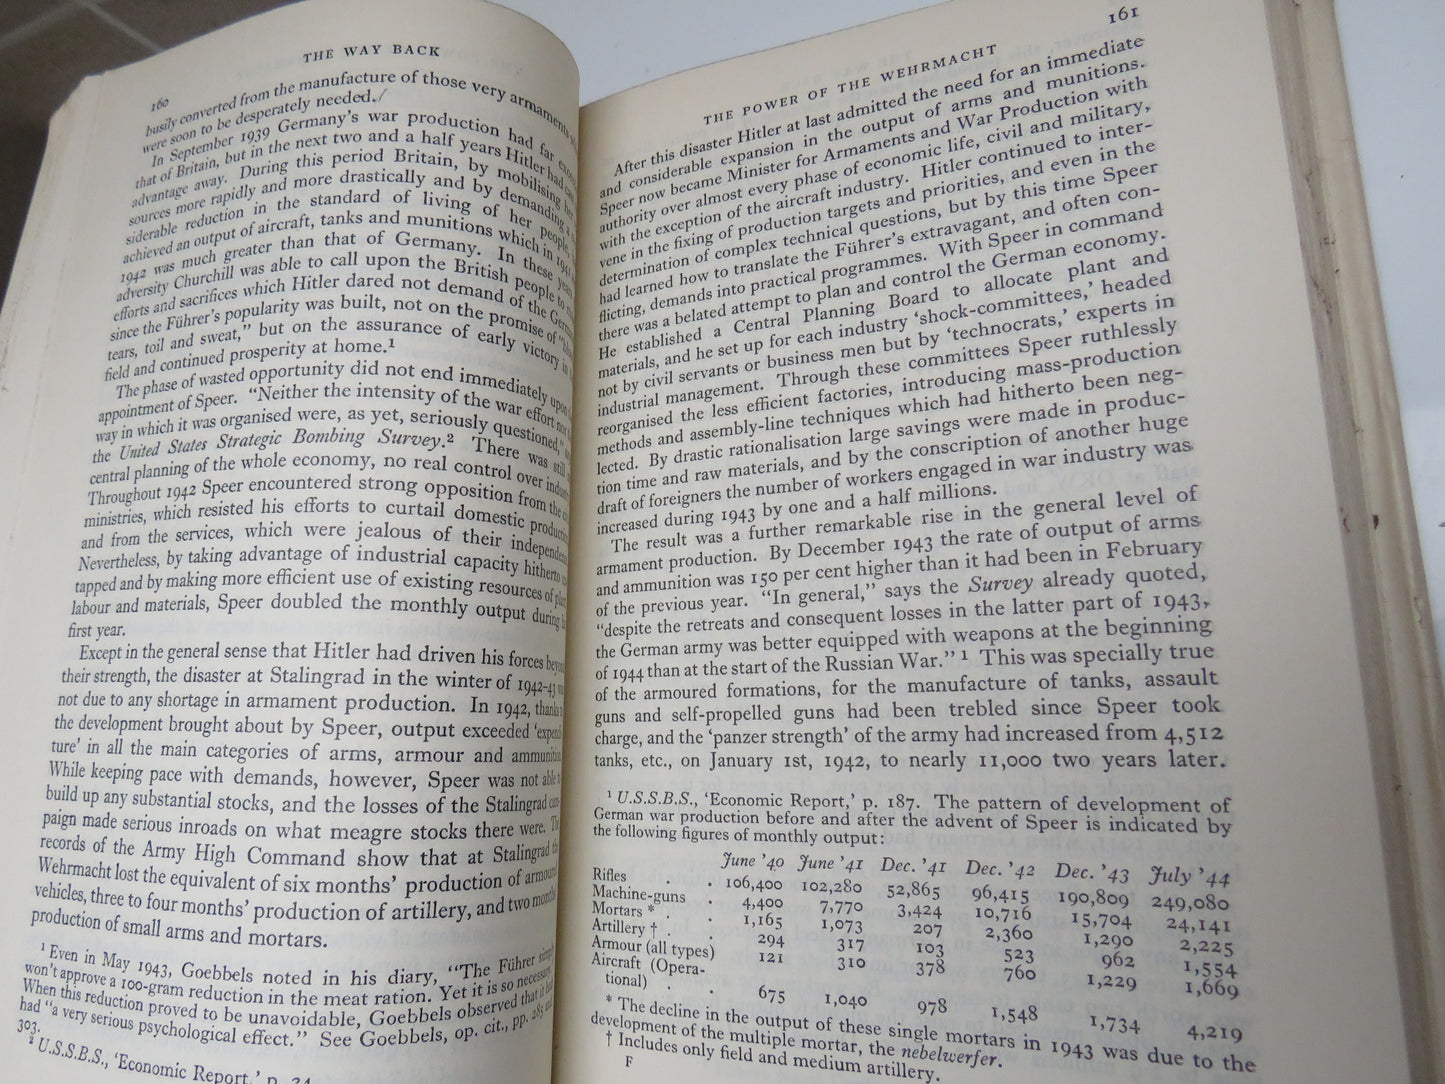 160
THE WAY BACK
busily converted from the manufacture of those very armaments
were soon to be desperately needed.
In September 1939 Germany's war production had far
that of Britain, but in the next two and a half years Hitler had
advantage away. During this period Britain, by mobilising her
sources more rapidly and more drastically and by demanding a
siderable reduction in the standard of living of her people,
achieved an output of aircraft, tanks and munitions which in 1941
1942 was much greater than that of Germany. In these years
adversity Churchill was able to call upon the British people to
efforts and sacrifices which Hitler dared not demand of the
since the Führer's popularity was built, not on the promise of
tears, toil and sweat," but on the assurance of early victory in
field and continued prosperity at home.¹
The phase of wasted opportunity did not end immediately upon
appointment of Speer. "Neither the intensity of the war effort nor
way in which it was organised were, as yet, seriously questioned,"
the United States Strategic Bombing Survey.² There was still
central planning of the whole economy, no real control over
Throughout 1942 Speer encountered strong opposition from the
ministries, which resisted his efforts to curtail domestic
and from the services, which were jealous of their
Nevertheless, by taking advantage of industrial capacity hitherto
tapped and by making more efficient use of existing resources of
labour and materials, Speer doubled the monthly output during
first year.
Except in the general sense that Hitler had driven his forces
their strength, the disaster at Stalingrad in the winter of 1942-43
not due to any shortage in armament production. In 1942,
the development brought about by Speer, output exceeded
ture' in all the main categories of arms, armour and
While keeping pace with demands, however, Speer was not
build up any substantial stocks, and the losses of the Stalingrad
paign made serious inroads on what meagre stocks there were.
records of the Army High Command show that at Stalingrad
Wehrmacht lost the equivalent of six months' production of
vehicles, three to four months' production of artillery, and two months
production of small arms and mortars.
¹ Even in May 1943, Goebbels noted in his diary, "The Führer simply
won't approve a 100-gram reduction in the meat ration. Yet it is so necessary
When this reduction proved to be unavoidable, Goebbels observed that it
had "a very serious psychological effect." See Goebbels, op. cit., pp. 285
303.
² U.S.S.B.S., 'Economic Report,' p.
THE POWER OF THE WEHRMACHT
161
After this disaster Hitler at last admitted the need for an immediate
and considerable expansion in the output of arms and munitions.
Speer now became Minister for Armaments and War Production with
authority over almost every phase of economic life, civil and military,
with the exception of the aircraft industry. Hitler continued to inter-
vene in the fixing of production targets and priorities, and even in the
determination of complex technical questions, but by this time Speer
had learned how to translate the Führer's extravagant, and often con-
flicting, demands into practical programmes. With Speer in command
there was a belated attempt to plan and control the German economy.
He established a Central Planning Board to allocate plant and
materials, and he set up for each industry 'shock-committees,' headed
not by civil servants or business men but by 'technocrats,' experts in
industrial management. Through these committees Speer ruthlessly
reorganised the less efficient factories, introducing mass-production
methods and assembly-line techniques which had hitherto been neg-
lected. By drastic rationalisation large savings were made in produc-
tion time and raw materials, and by the conscription of another huge
draft of foreigners the number of workers engaged in war industry was
increased during 1943 by one and a half millions.
The result was a further remarkable rise in the general level of
armament production. By December 1943 the rate of output of arms
and ammunition was 150 per cent higher than it had been in February
of the previous year. "In general," says the Survey already quoted,
"despite the retreats and consequent losses in the latter part of 1943,
the German army was better equipped with weapons at the beginning
of 1944 than at the start of the Russian War."¹ This was specially true
of the armoured formations, for the manufacture of tanks, assault
guns and self-propelled guns had been trebled since Speer took
charge, and the 'panzer strength' of the army had increased from 4,512
tanks, etc., on January 1st, 1942, to nearly 11,000 two years later.
¹ U.S.S.B.S., 'Economic Report,' p. 187. The pattern of development of
German war production before and after the advent of Speer is indicated by
the following figures of monthly output:
June '40 June '41 Dec. '41 Dec. '42 Dec. '43 July '44
Rifles . . 106,400 102,280 52,865 96,415 190,809 249,080
Machine-guns . 4,400 7,770 3,424 10,716 15,704 24,141
Mortars * . . 1,165 1,073 207 2,360 1,290 2,225
Artillery † . . 294 317 103 523 962 1,554
Armour (all types) 121 310 378 760 1,229 1,669
Aircraft (Opera-
tional) . . 675 1,040 978 1,548 1,734 4,219
* The decline in the output of these single mortars in 1943 was due to the
development of the multiple mortar, the nebelwerfer.
† Includes only field and medium artillery.
F